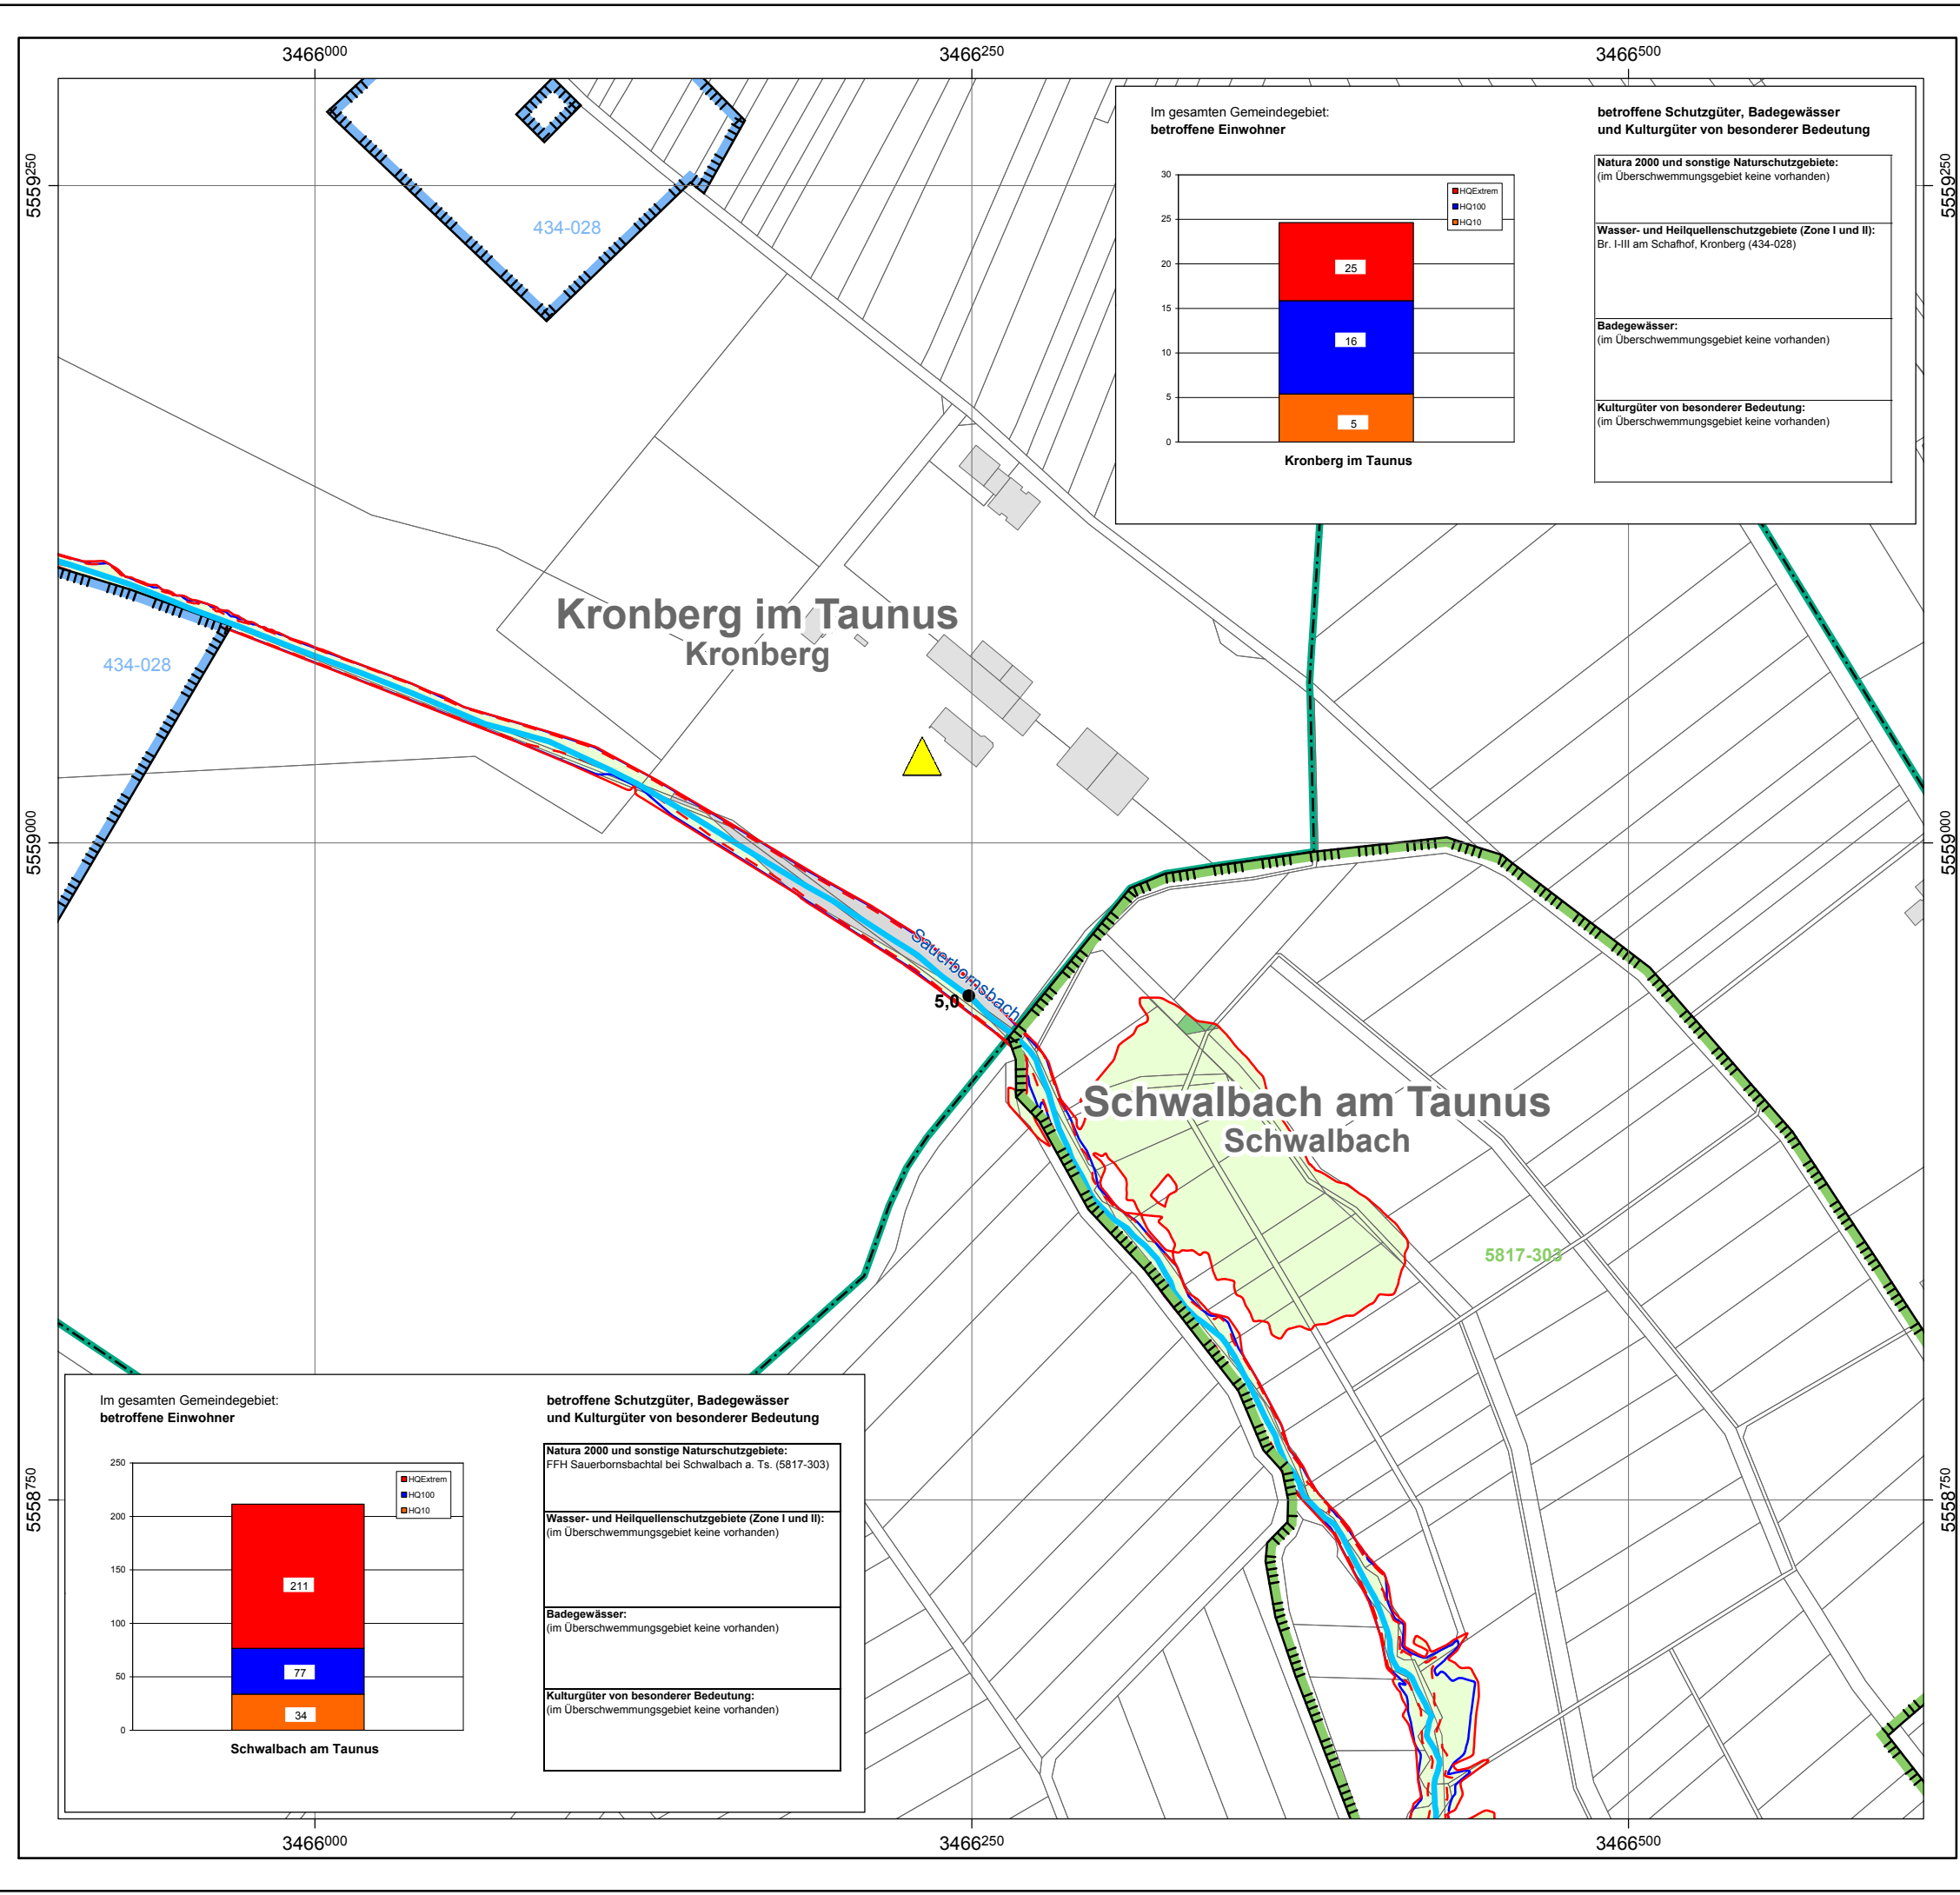 3466000
3466250
3466500
5559250
5559250
434-028
Im gesamten Gemeindegebiet:
betroffene Einwohner
30
25
20
15
10
5
0
HQExtrem
HQ100
HQ10
25
16
5
Kronberg im Taunus
betroffene Schutzgüter, Badegewässer
und Kulturgüter von besonderer Bedeutung
Natura 2000 und sonstige Naturschutzgebiete:
(im Überschwemmungsgebiet keine vorhanden)
Wasser- und Heilquellenschutzgebiete (Zone I und II):
Br. I-III am Schafhof, Kronberg (434-028)
Badegewässer:
(im Überschwemmungsgebiet keine vorhanden)
Kulturgüter von besonderer Bedeutung:
(im Überschwemmungsgebiet keine vorhanden)
Kronberg im Taunus
Kronberg
434-028
5559000
5559000
Sauerbornsbach
5,0
Schwalbach am Taunus
Schwalbach
5817-303
Im gesamten Gemeindegebiet:
betroffene Einwohner
250
200
150
100
50
0
HQExtrem
HQ100
HQ10
211
77
34
Schwalbach am Taunus
betroffene Schutzgüter, Badegewässer
und Kulturgüter von besonderer Bedeutung
Natura 2000 und sonstige Naturschutzgebiete:
FFH Sauerbornsbachtal bei Schwalbach a. Ts. (5817-303)
Wasser- und Heilquellenschutzgebiete (Zone I und II):
(im Überschwemmungsgebiet keine vorhanden)
Badegewässer:
(im Überschwemmungsgebiet keine vorhanden)
Kulturgüter von besonderer Bedeutung:
(im Überschwemmungsgebiet keine vorhanden)
5558750
5558750
3466000
3466250
3466500